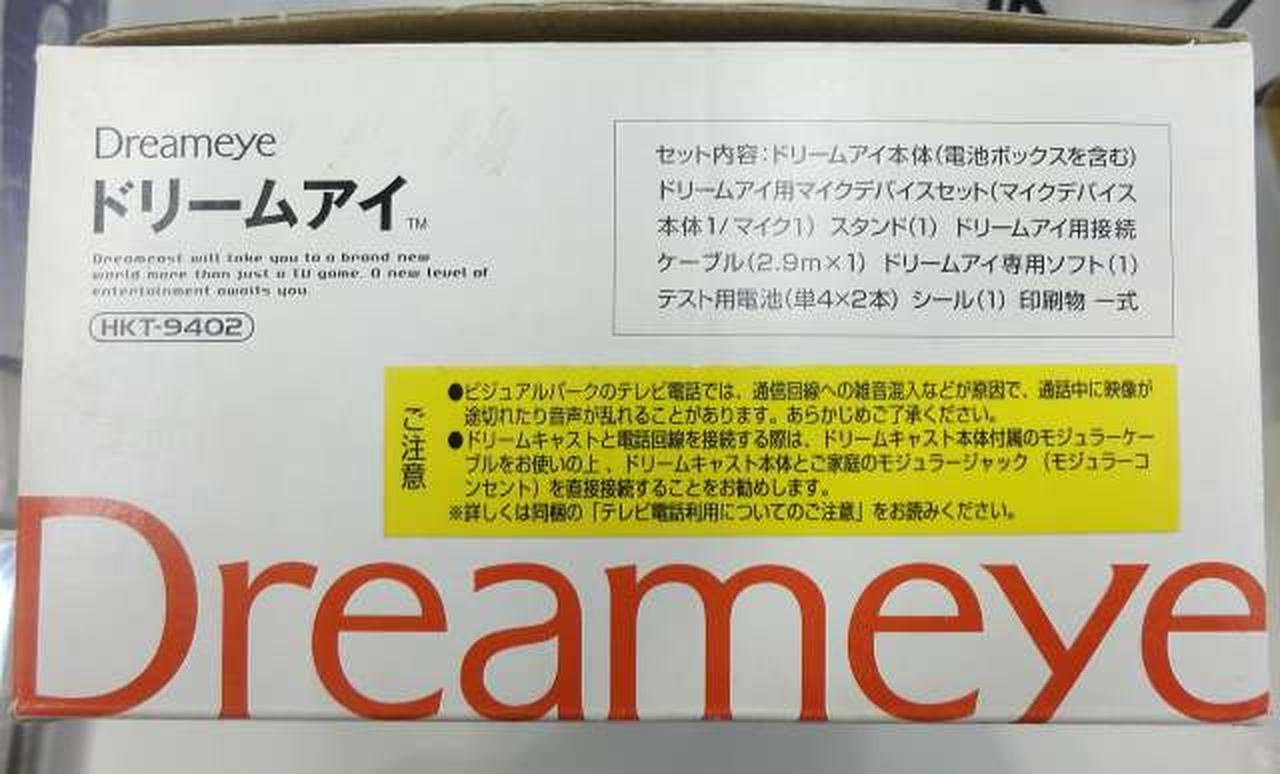 Dreameye
ドリームアイ™
Dreamcast will take you to a brand new
world more than just a TV game. A new level of
entertainment awaits you
HKT-9402
セット内容:ドリームアイ本体(電池ボックスを含む)
ドリームアイ用マイクデバイスセット(マイクデバイス
本体1/マイク1) スタンド(1) ドリームアイ用接続
ケーブル(2.9m×1) ドリームアイ専用ソフト(1)
テスト用電池(単4×2本) シール(1) 印刷物 一式
ご注意
●ビジュアルパークのテレビ電話では、通信回線への雑音混入などが原因で、通話中に映像が
途切れたり音声が乱れることがあります。あらかじめご了承ください。
●ドリームキャストと電話回線を接続する際は、ドリームキャスト本体付属のモジュラーケー
ブルをお使いの上、ドリームキャスト本体とご家庭のモジュラージャック (モジュラーコ
ンセント) を直接接続することをお勧めします。
※詳しくは同梱の「テレビ電話利用についてのご注意」をお読みください。
Dreameye